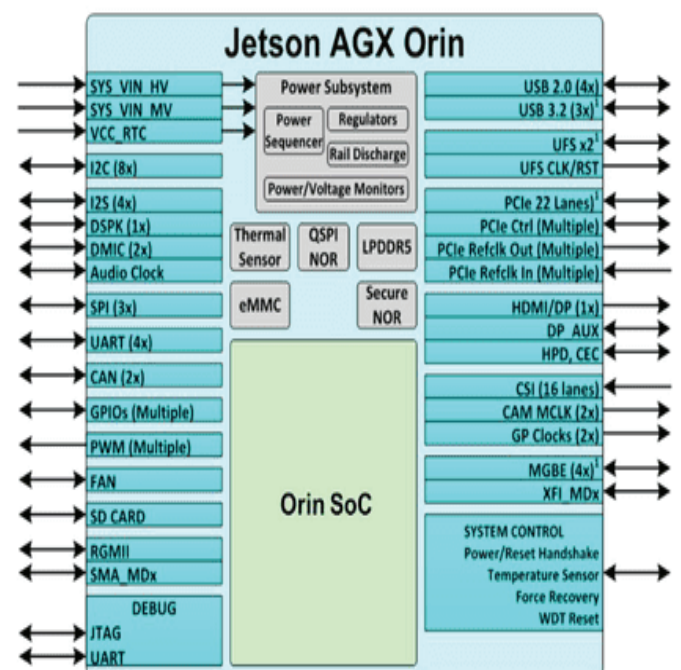 Jetson AGX Orin
SYS_VIN_HV
SYS_VIN_MV
VCC_RTC
I2C (8x)
I2S (4x)
DSPK (1x)
DMIC (2x)
Audio Clock
SPI (3x)
UART (4x)
CAN (2x)
GPIOs (Multiple)
PWM (Multiple)
FAN
SD CARD
RGMII
SMA_MDx
DEBUG
JTAG
UART
Power Subsystem
Power
Sequencer
Regulators
Rail Discharge
Power/Voltage Monitors
Thermal
Sensor
QSPI
NOR
LPDDR5
eMMC
Secure
NOR
Orin SoC
USB 2.0 (4x)
USB 3.2 (3x)¹
UFS x2¹
UFS CLK/RST
PCIe 22 Lanes)¹
PCIe Ctrl (Multiple)
PCIe Refclk Out (Multiple)
PCIe Refclk In (Multiple)
HDMI/DP (1x)
DP_AUX
HPD, CEC
CSI (16 lanes)
CAM MCLK (2x)
GP Clocks (2x)
MGBE (4x)¹
XFI_MDx
SYSTEM CONTROL
Power/Reset Handshake
Temperature Sensor
Force Recovery
WDT Reset